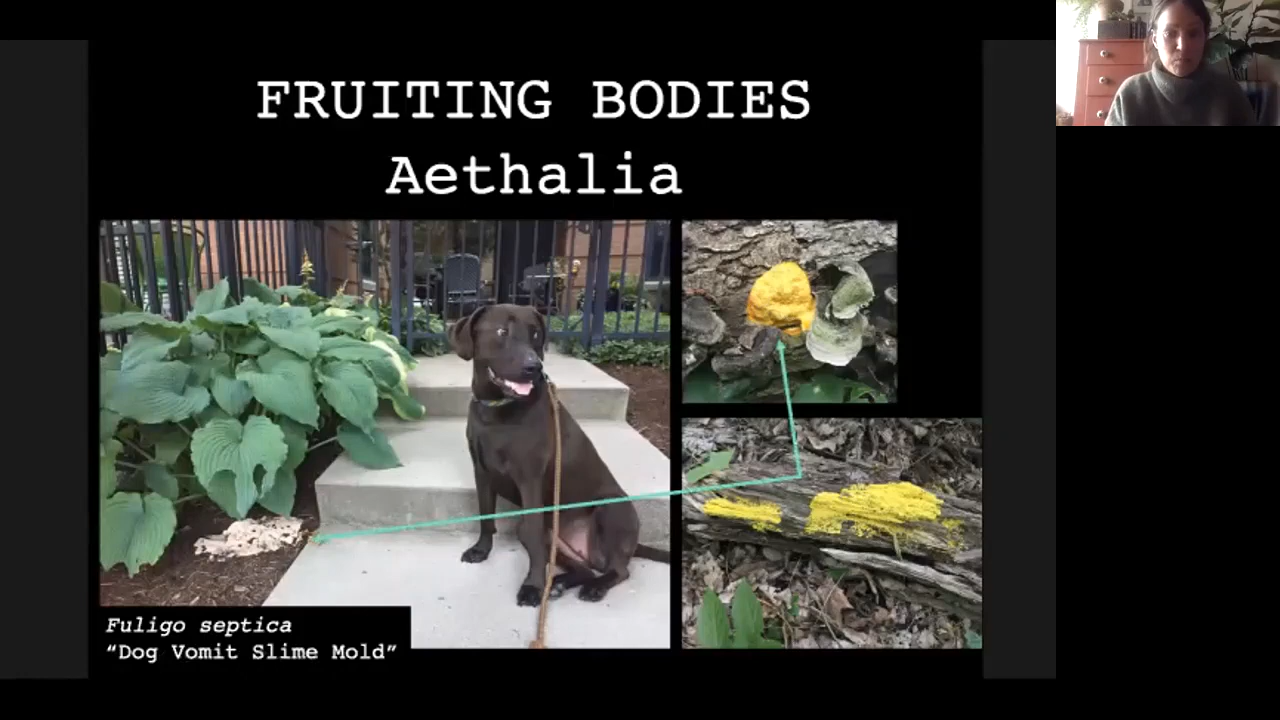 FRUITING BODIES
Aethalia
Fuligo septica
“Dog Vomit Slime Mold”